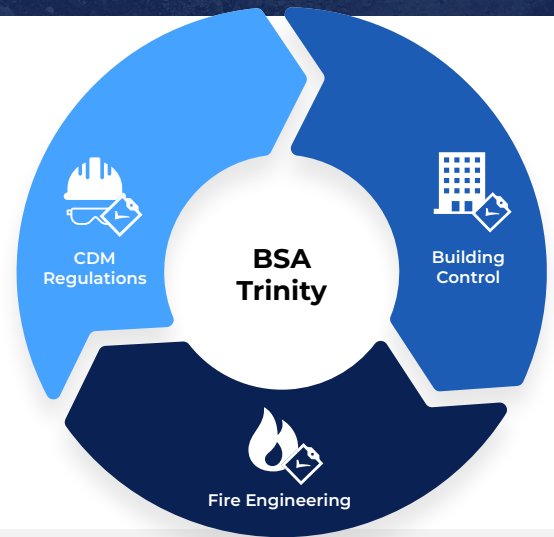 BSA
Trinity
CDM
Regulations
Building
Control
Fire Engineering